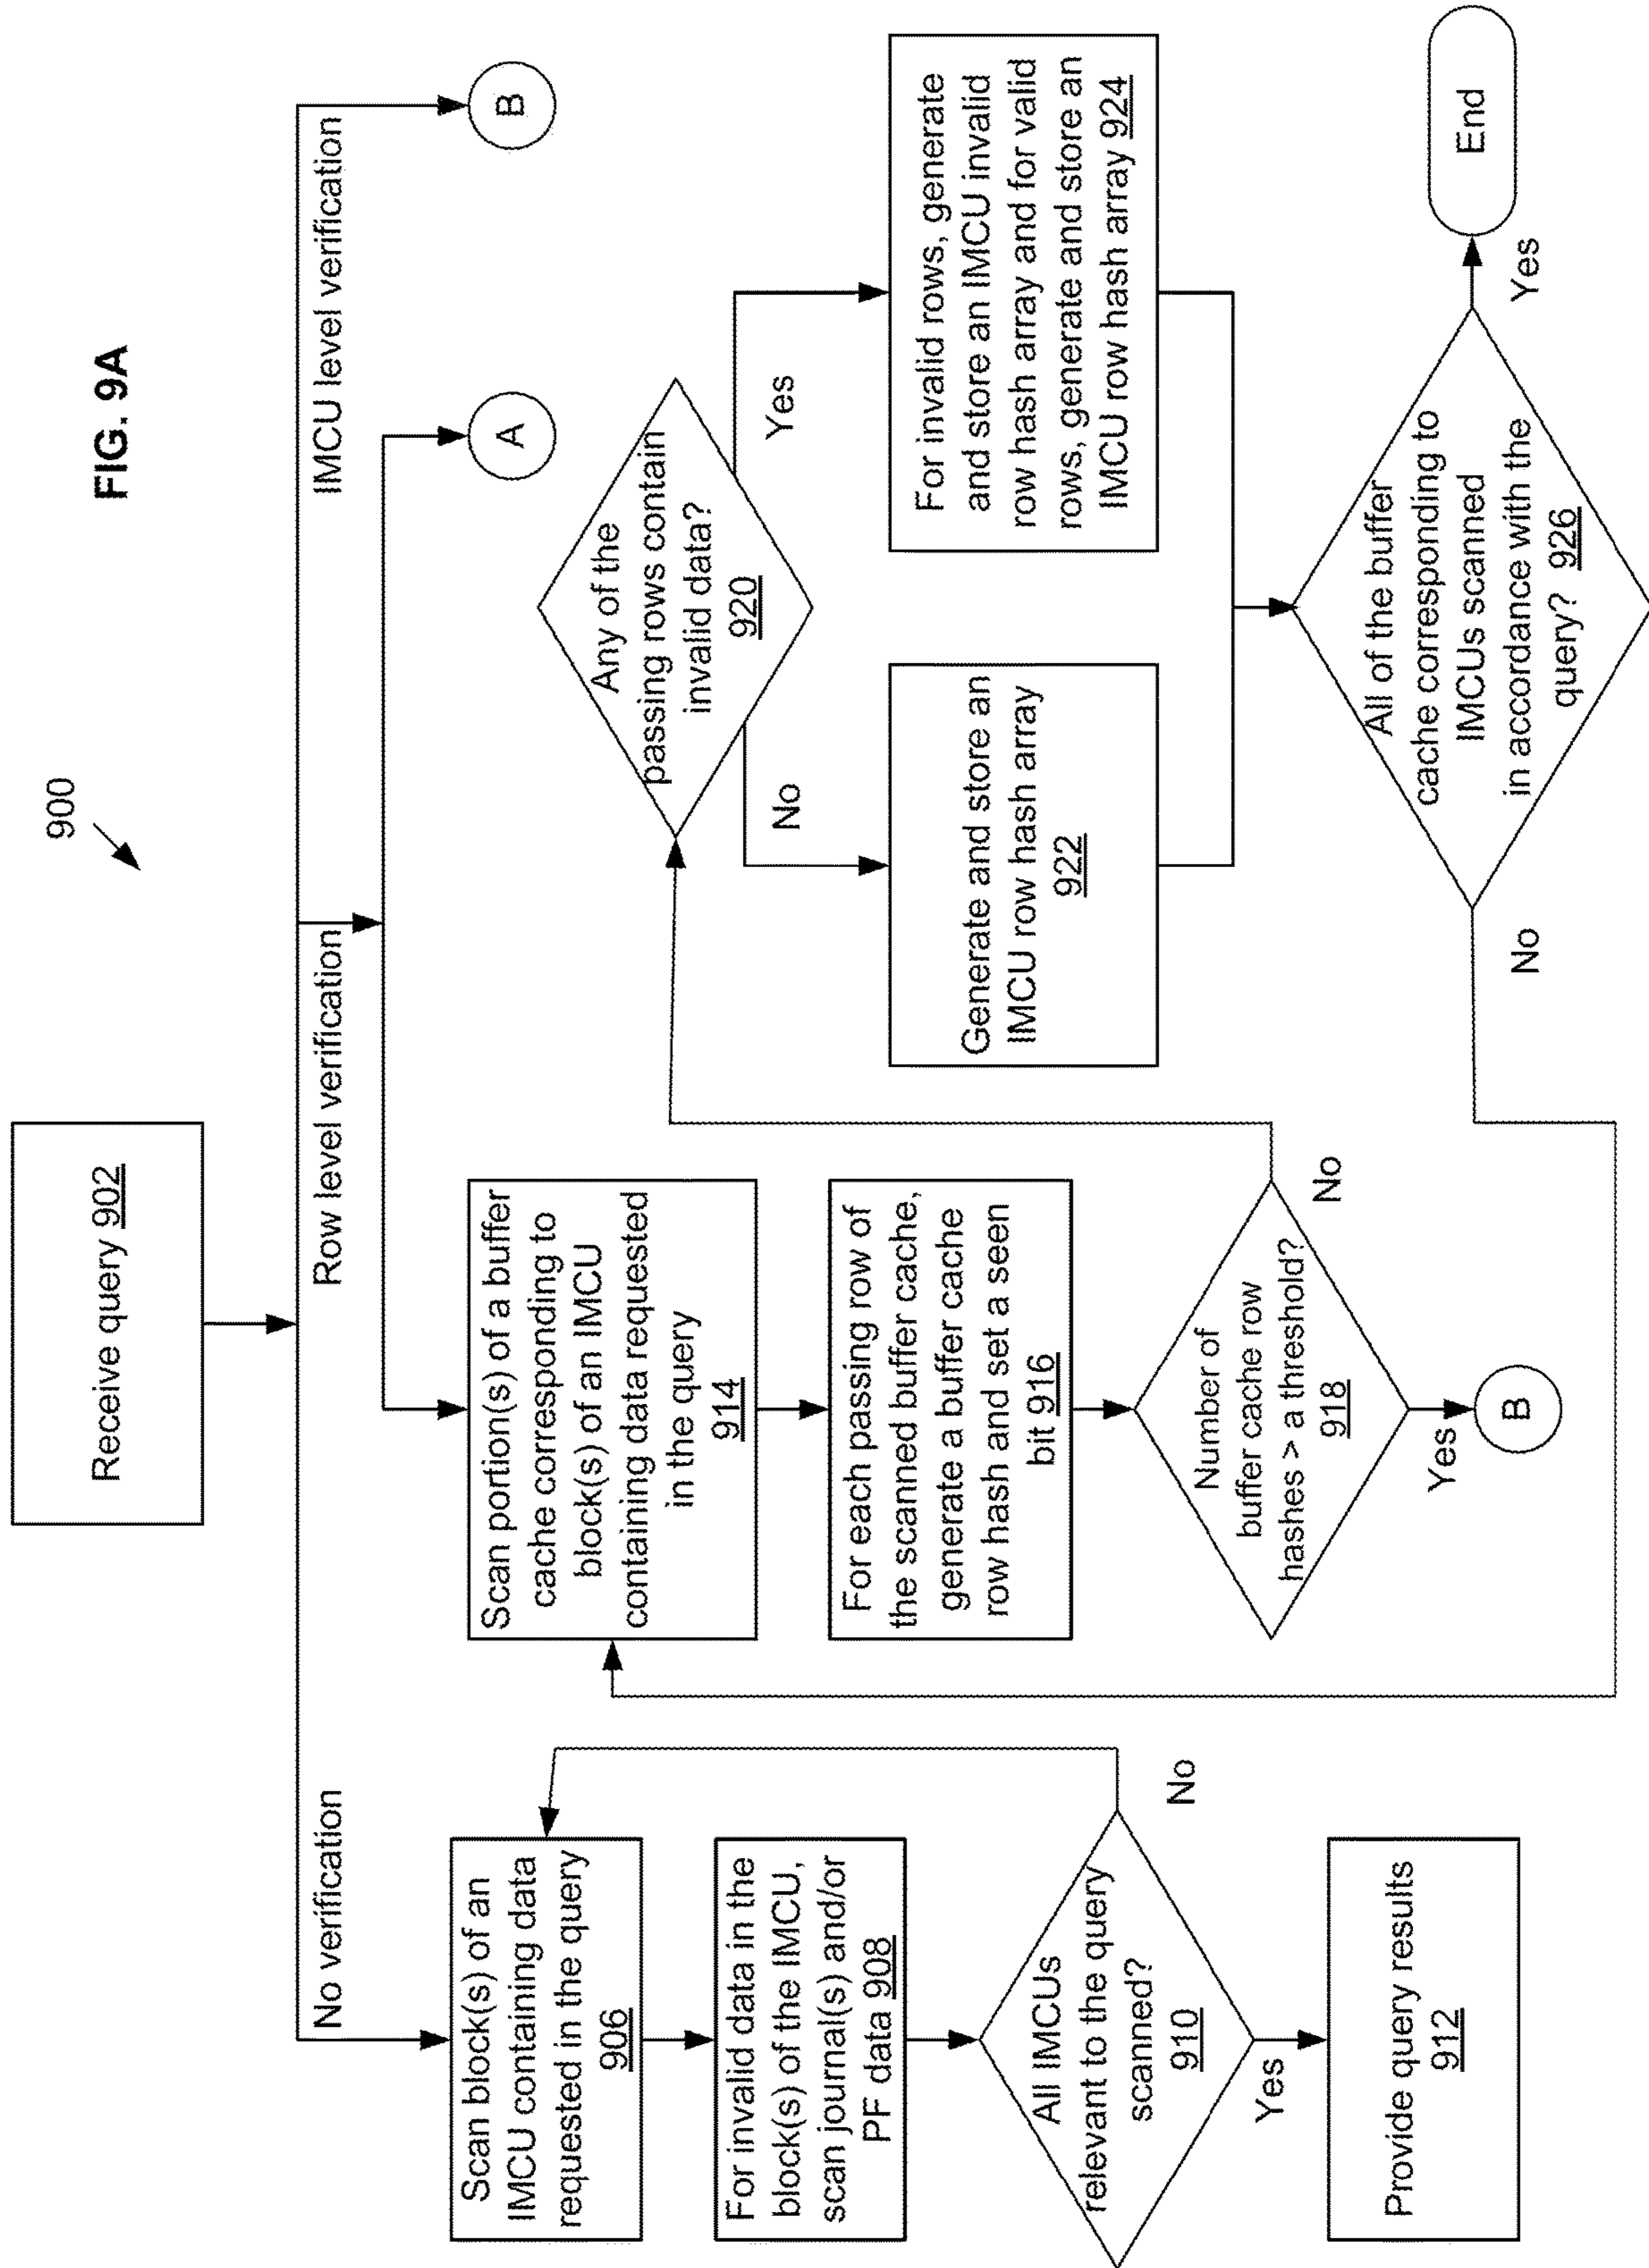 FIG. 9A
900
Receive query 902
No verification
Row level verification
IMCU level verification
Scan block(s) of an
IMCU containing data
requested in the query
906
For invalid data in the
block(s) of the IMCU,
scan journal(s) and/or
PF data 908
All IMCUs
relevant to the query
scanned?
910
No
Yes
Provide query results
912
Scan portion(s) of a buffer
cache corresponding to
block(s) of an IMCU
containing data requested
in the query
914
For each passing row of
the scanned buffer cache,
generate a buffer cache
row hash and set a seen
bit 916
Number of
buffer cache row
hashes > a threshold?
918
No
Yes
B
A
B
Any of the
passing rows contain
invalid data?
920
No
Yes
Generate and store an
IMCU row hash array
922
For invalid rows, generate
and store an IMCU invalid
row hash array and for valid
rows, generate and store an
IMCU row hash array 924
All of the buffer
cache corresponding to
IMCUs scanned
in accordance with the
query? 926
No
Yes
End